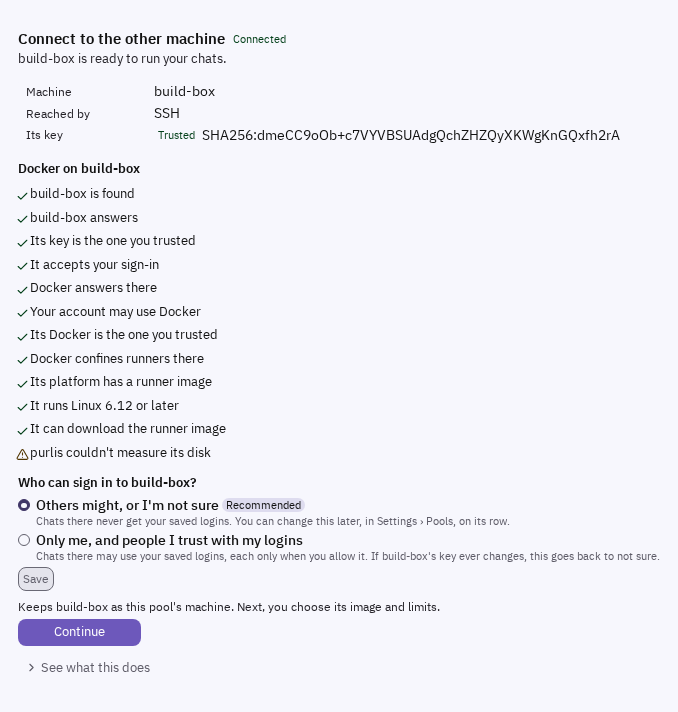 Connect to the other machine Connected
build-box is ready to run your chats.
Machine build-box
Reached by SSH
Its key Trusted SHA256:dmeCC9oOb+c7VYVBSUAdgQchZHZQyXKWgKnGQxfh2rA
Docker on build-box
build-box is found
build-box answers
Its key is the one you trusted
It accepts your sign-in
Docker answers there
Your account may use Docker
Its Docker is the one you trusted
Docker confines runners there
Its platform has a runner image
It runs Linux 6.12 or later
It can download the runner image
purlis couldn't measure its disk
Who can sign in to build-box?
Others might, or I'm not sure Recommended
Chats there never get your saved logins. You can change this later, in Settings › Pools, on its row.
Only me, and people I trust with my logins
Chats there may use your saved logins, each only when you allow it. If build-box's key ever changes, this goes back to not sure.
Save
Keeps build-box as this pool's machine. Next, you choose its image and limits.
Continue
See what this does